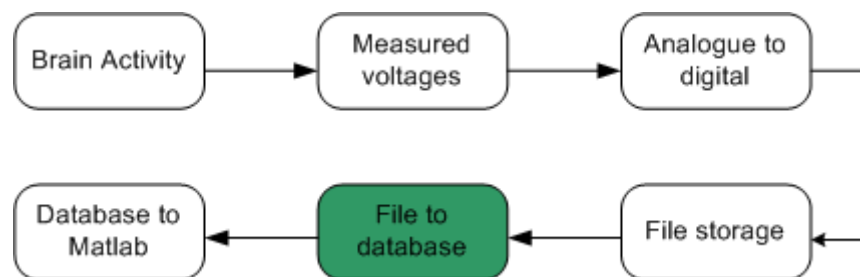 Brain Activity
Measured
voltages
Analogue to
digital
File storage
File to
database
Database to
Matlab